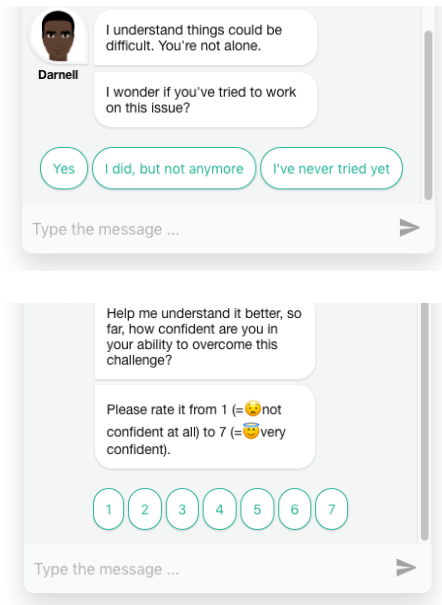 I understand things could be
difficult. You're not alone.
Darnell
I wonder if you've tried to work
on this issue?
Yes
I did, but not anymore
I've never tried yet
Type the message ...
Help me understand it better, so
far, how confident are you in
your ability to overcome this
challenge?
Please rate it from 1 (=😟not
confident at all) to 7 (=😇very
confident).
1 2 3 4 5 6 7
Type the message ...